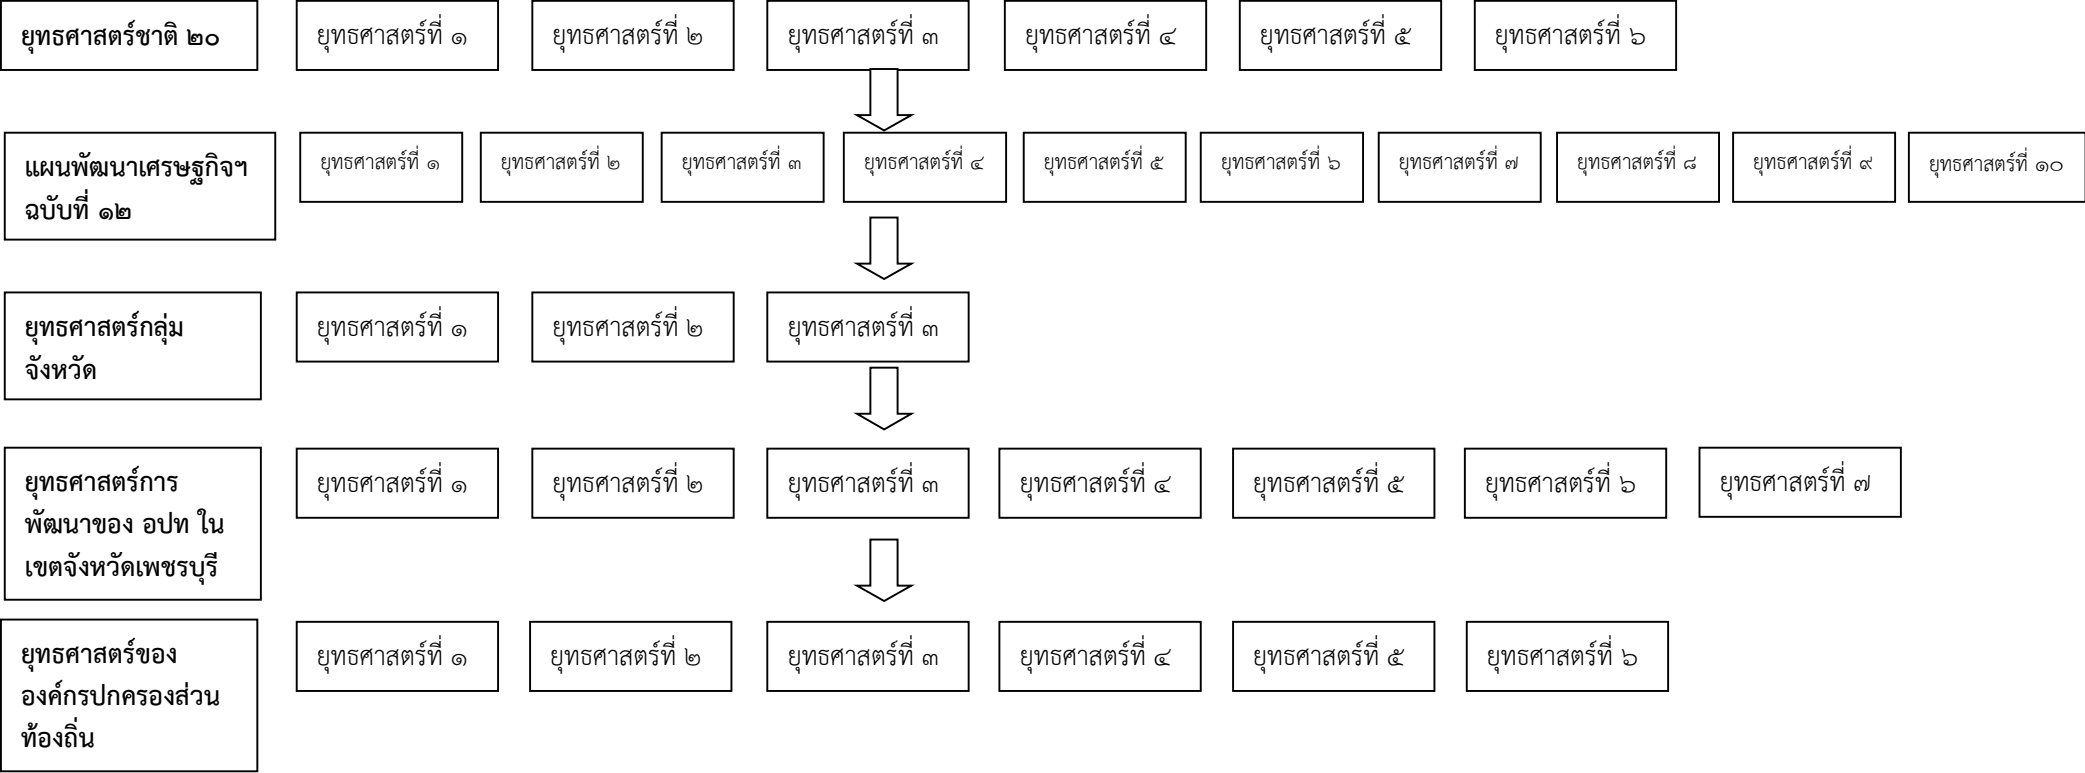 ยุทธศาสตร์ชาติ ๒๐
ยุทธศาสตร์ที่ ๑
ยุทธศาสตร์ที่ ๒
ยุทธศาสตร์ที่ ๓
ยุทธศาสตร์ที่ ๔
ยุทธศาสตร์ที่ ๕
ยุทธศาสตร์ที่ ๖
แผนพัฒนาเศรษฐกิจฯ
ฉบับที่ ๑๒
ยุทธศาสตร์ที่ ๑
ยุทธศาสตร์ที่ ๒
ยุทธศาสตร์ที่ ๓
ยุทธศาสตร์ที่ ๔
ยุทธศาสตร์ที่ ๕
ยุทธศาสตร์ที่ ๖
ยุทธศาสตร์ที่ ๗
ยุทธศาสตร์ที่ ๘
ยุทธศาสตร์ที่ ๙
ยุทธศาสตร์ที่ ๑๐
ยุทธศาสตร์กลุ่ม
จังหวัด
ยุทธศาสตร์ที่ ๑
ยุทธศาสตร์ที่ ๒
ยุทธศาสตร์ที่ ๓
ยุทธศาสตร์การ
พัฒนาของ อปท ใน
เขตจังหวัดเพชรบุรี
ยุทธศาสตร์ที่ ๑
ยุทธศาสตร์ที่ ๒
ยุทธศาสตร์ที่ ๓
ยุทธศาสตร์ที่ ๔
ยุทธศาสตร์ที่ ๕
ยุทธศาสตร์ที่ ๖
ยุทธศาสตร์ที่ ๗
ยุทธศาสตร์ของ
องค์กรปกครองส่วน
ท้องถิ่น
ยุทธศาสตร์ที่ ๑
ยุทธศาสตร์ที่ ๒
ยุทธศาสตร์ที่ ๓
ยุทธศาสตร์ที่ ๔
ยุทธศาสตร์ที่ ๕
ยุทธศาสตร์ที่ ๖